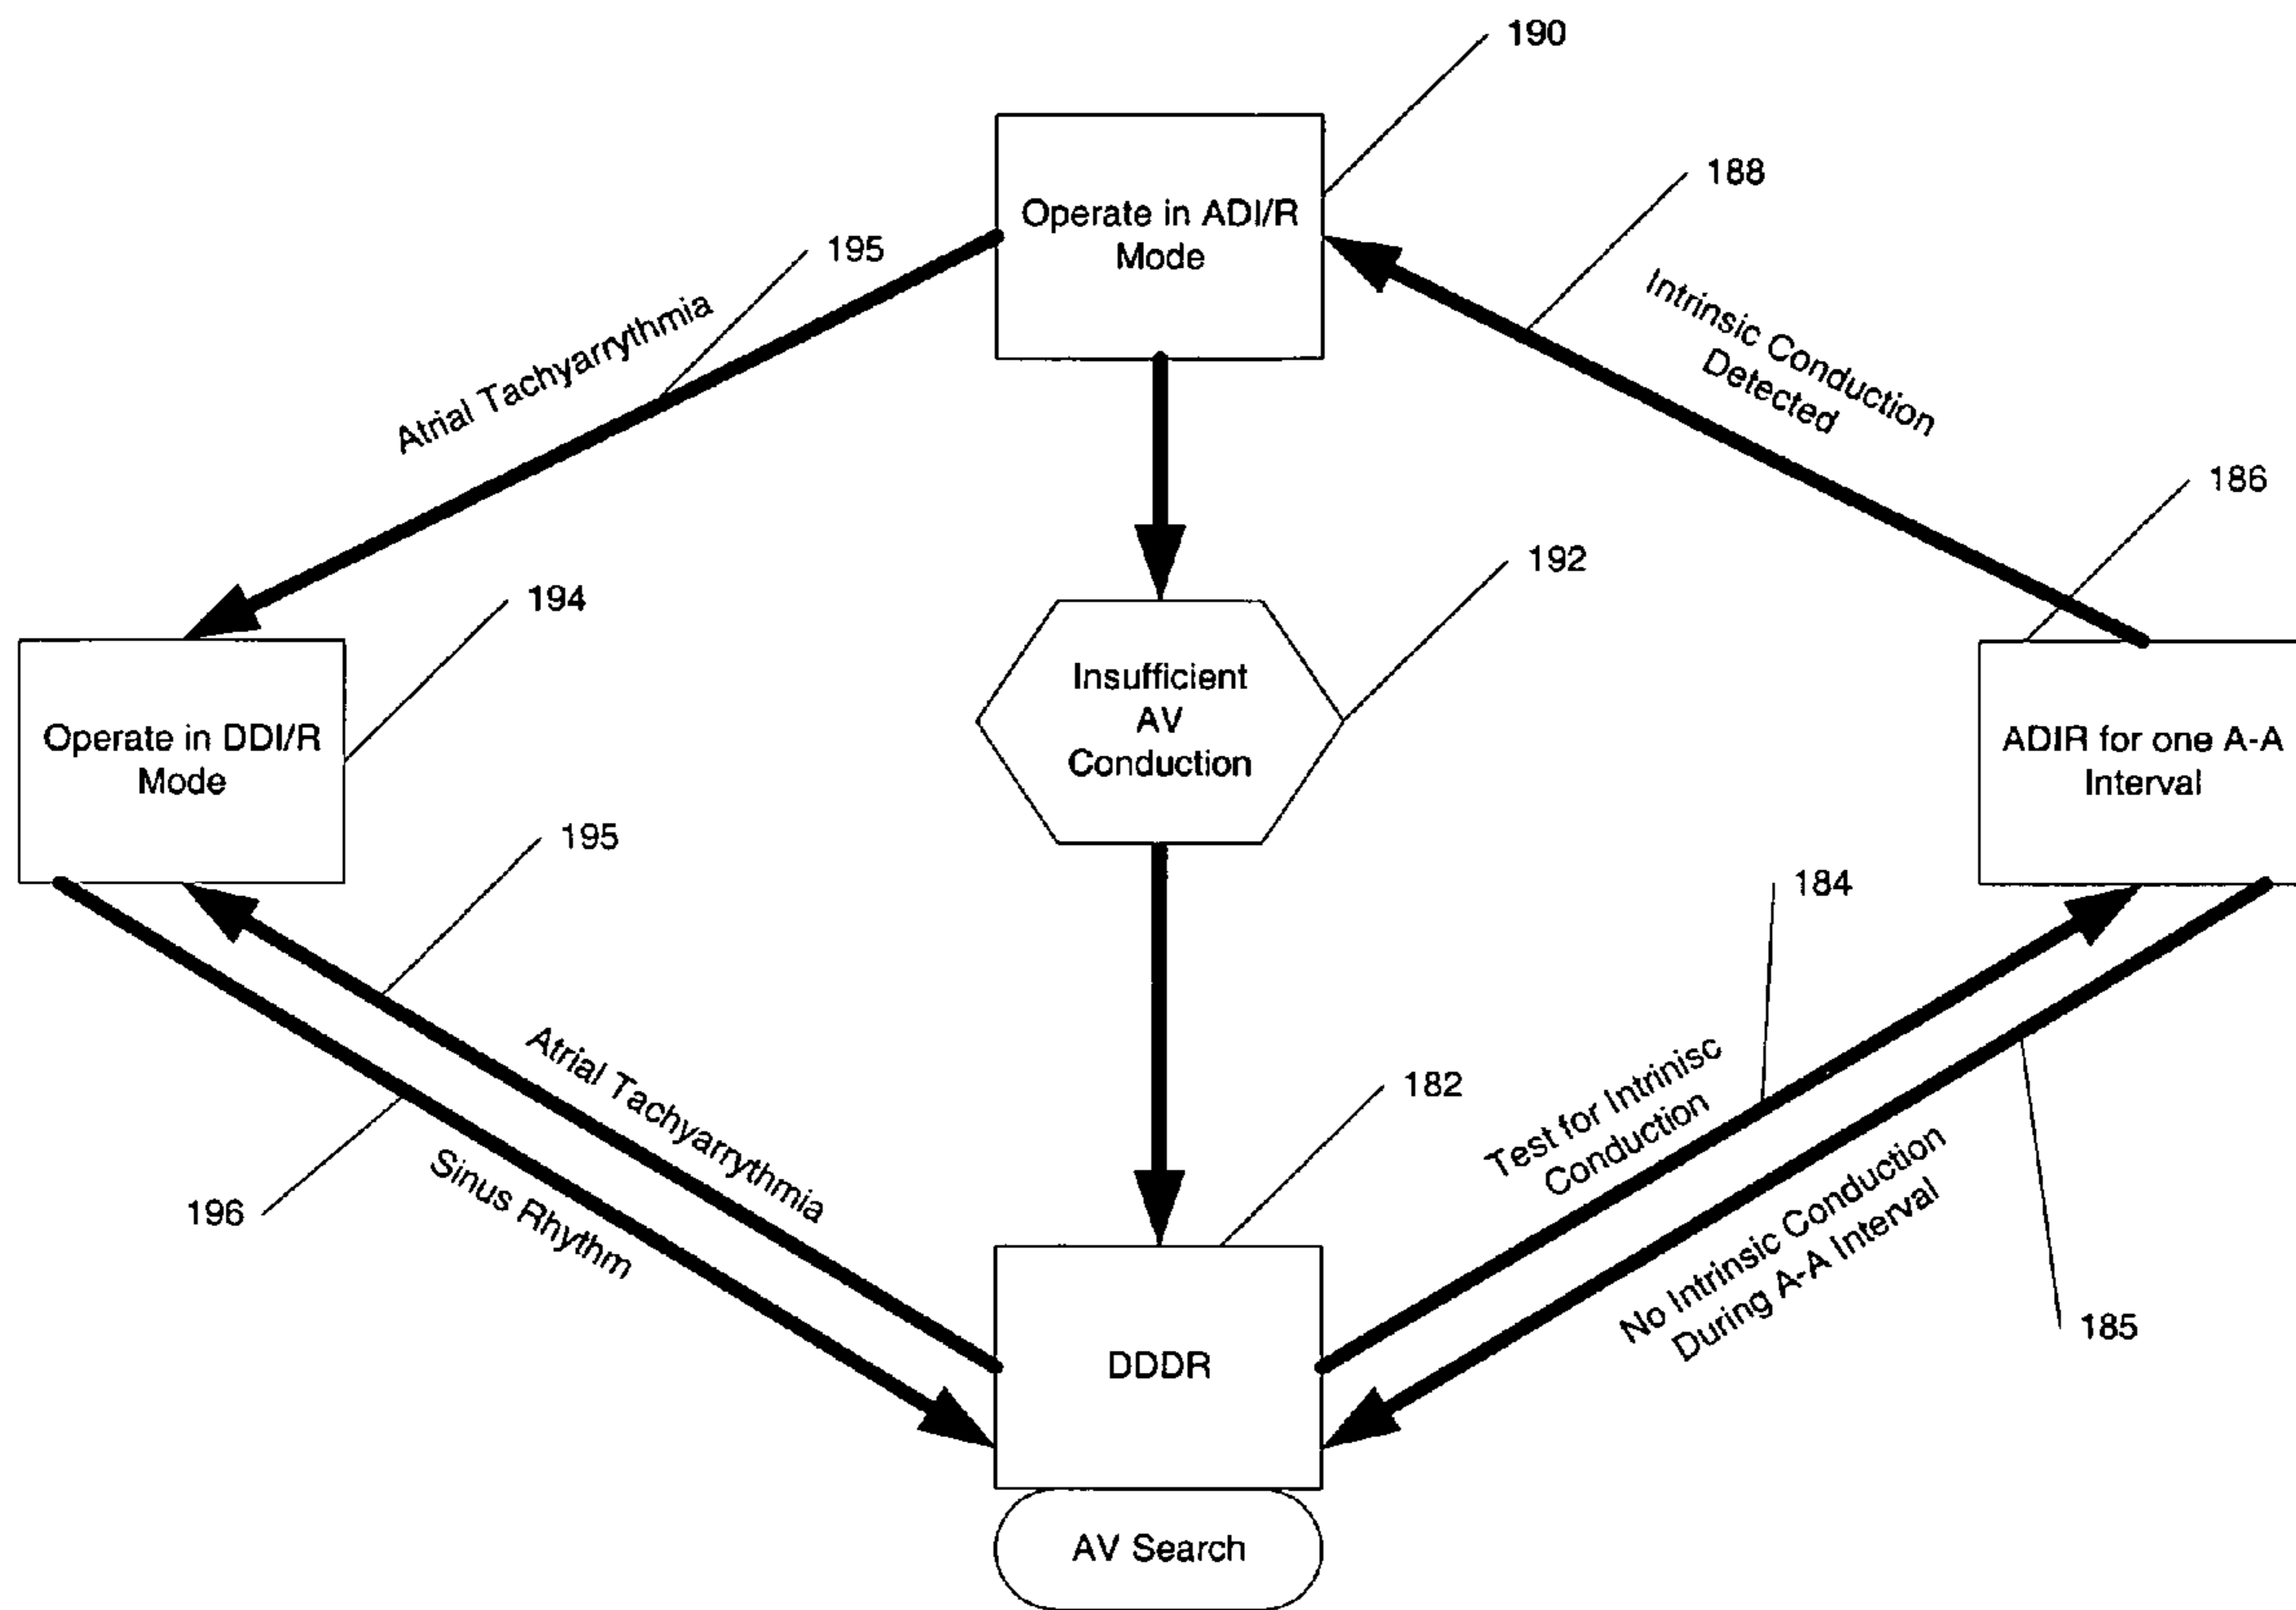 190
Operate in ADI/R
Mode
188
195
Atrial Tachyarrythmia
Intrinsic Conduction
Detected
186
192
194
Insufficient
AV
Conduction
Operate in DDI/R
Mode
ADIR for one A-A
Interval
195
184
Atrial Tachyarrythmia
182
Test for Intrinisc
Conduction
196
Sinus Rhythm
No Intrinsic Conduction
During A-A Interval
185
DDDR
AV Search